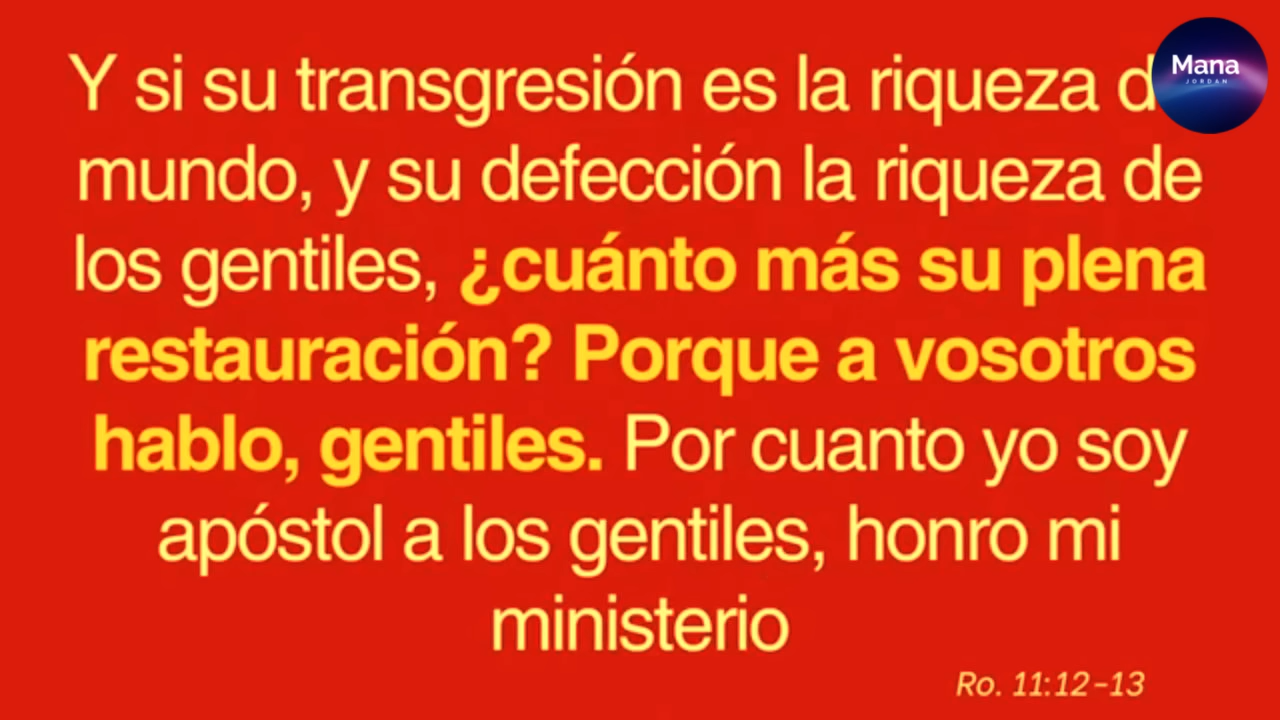 Y si su transgresión es la riqueza
mundo, y su defección la riqueza de
los gentiles, ¿cuánto más su plena
restauración? Porque a vosotros
hablo, gentiles. Por cuanto yo soy
apóstol a los gentiles, honro mi
ministerio
Ro. 11:12-13
Mana
JORDAN